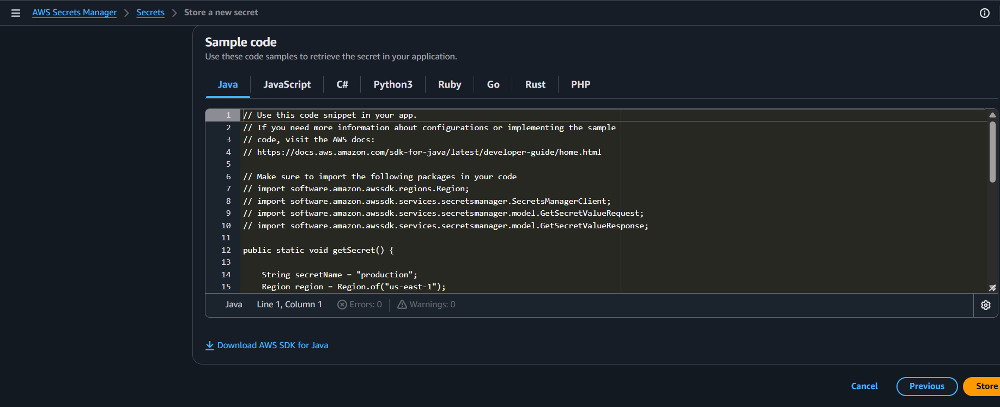 AWS Secrets Manager > Secrets > Store a new secret
Sample code
Use these code samples to retrieve the secret in your application.
Java JavaScript C# Python3 Ruby Go Rust PHP
1 // Use this code snippet in your app.
2 // If you need more information about configurations or implementing the sample
3 // code, visit the AWS docs:
4 // https://docs.aws.amazon.com/sdk-for-java/latest/developer-guide/home.html
5
6 // Make sure to import the following packages in your code
7 // import software.amazon.awssdk.regions.Region;
8 // import software.amazon.awssdk.services.secretsmanager.SecretsManagerClient;
9 // import software.amazon.awssdk.services.secretsmanager.model.GetSecretValueRequest;
10 // import software.amazon.awssdk.services.secretsmanager.model.GetSecretValueResponse;
11
12 public static void getSecret() {
13
14     String secretName = "production";
15     Region region = Region.of("us-east-1");
Java Line 1, Column 1 Errors: 0 Warnings: 0
Download AWS SDK for Java
Cancel Previous Store